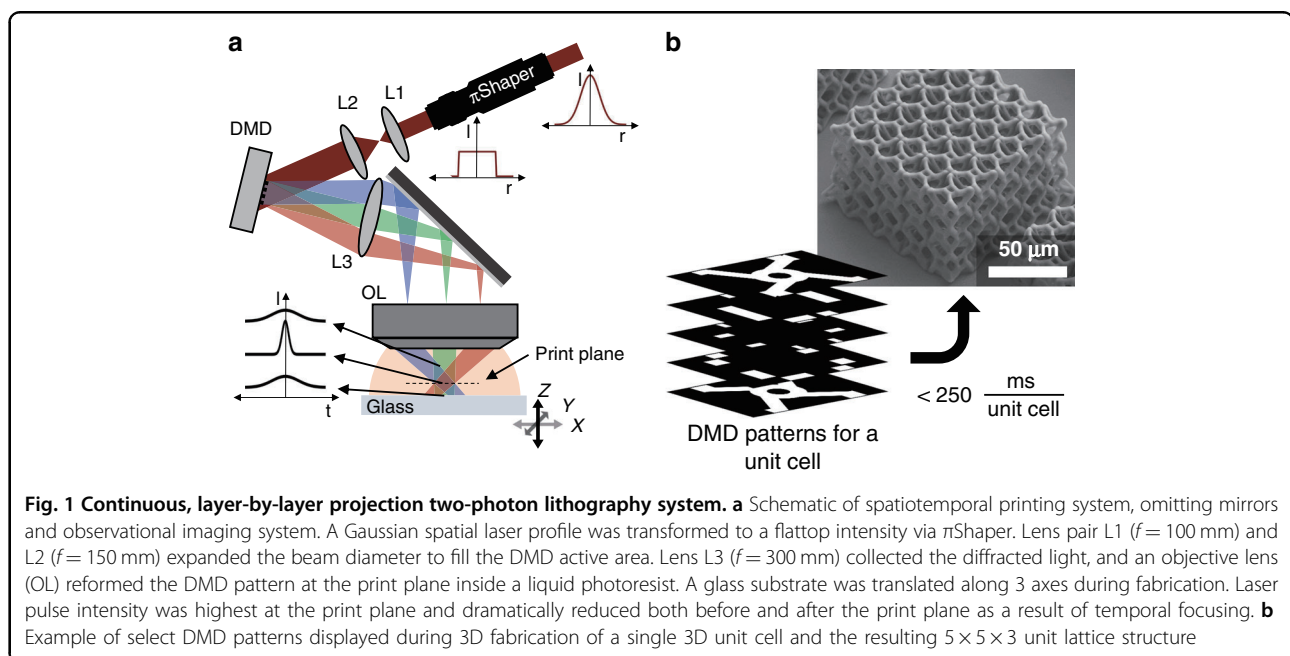 a
πShaper
L1
L2
DMD
I
r
I
r
L3
OL
I
t
Print plane
Glass
Z
Y
X
b
50 μm
< 250 ms
unit cell
DMD patterns for a
unit cell
Fig. 1 Continuous, layer-by-layer projection two-photon lithography system. a Schematic of spatiotemporal printing system, omitting mirrors
and observational imaging system. A Gaussian spatial laser profile was transformed to a flattop intensity via πShaper. Lens pair L1 (f = 100 mm) and
L2 (f = 150 mm) expanded the beam diameter to fill the DMD active area. Lens L3 (f = 300 mm) collected the diffracted light, and an objective lens
(OL) reformed the DMD pattern at the print plane inside a liquid photoresist. A glass substrate was translated along 3 axes during fabrication. Laser
pulse intensity was highest at the print plane and dramatically reduced both before and after the print plane as a result of temporal focusing. b
Example of select DMD patterns displayed during 3D fabrication of a single 3D unit cell and the resulting 5 × 5 × 3 unit lattice structure